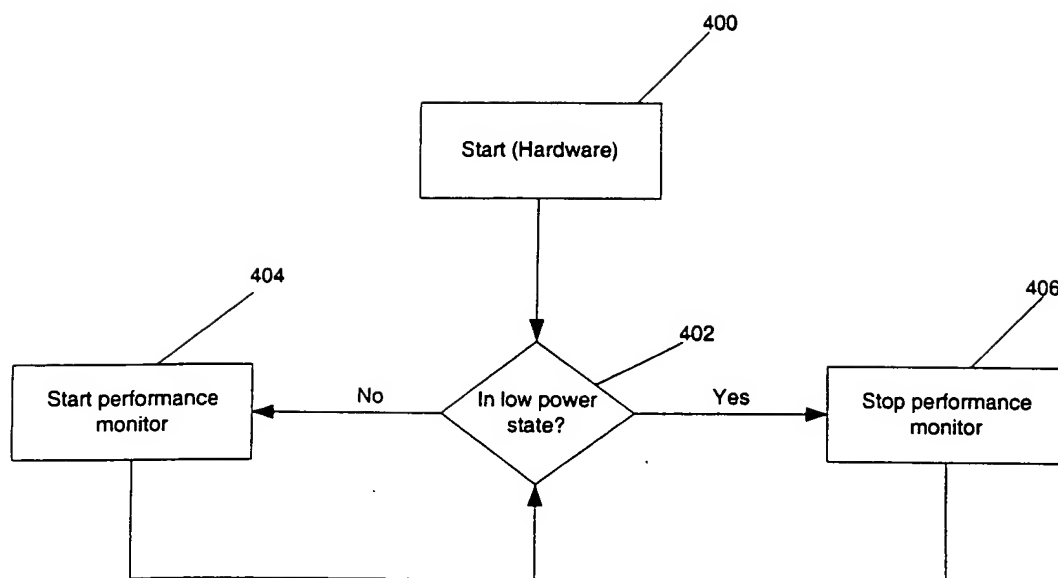 400
Start (Hardware)
404
406
402
Start performance
monitor
No
In low power
state?
Yes
Stop performance
monitor